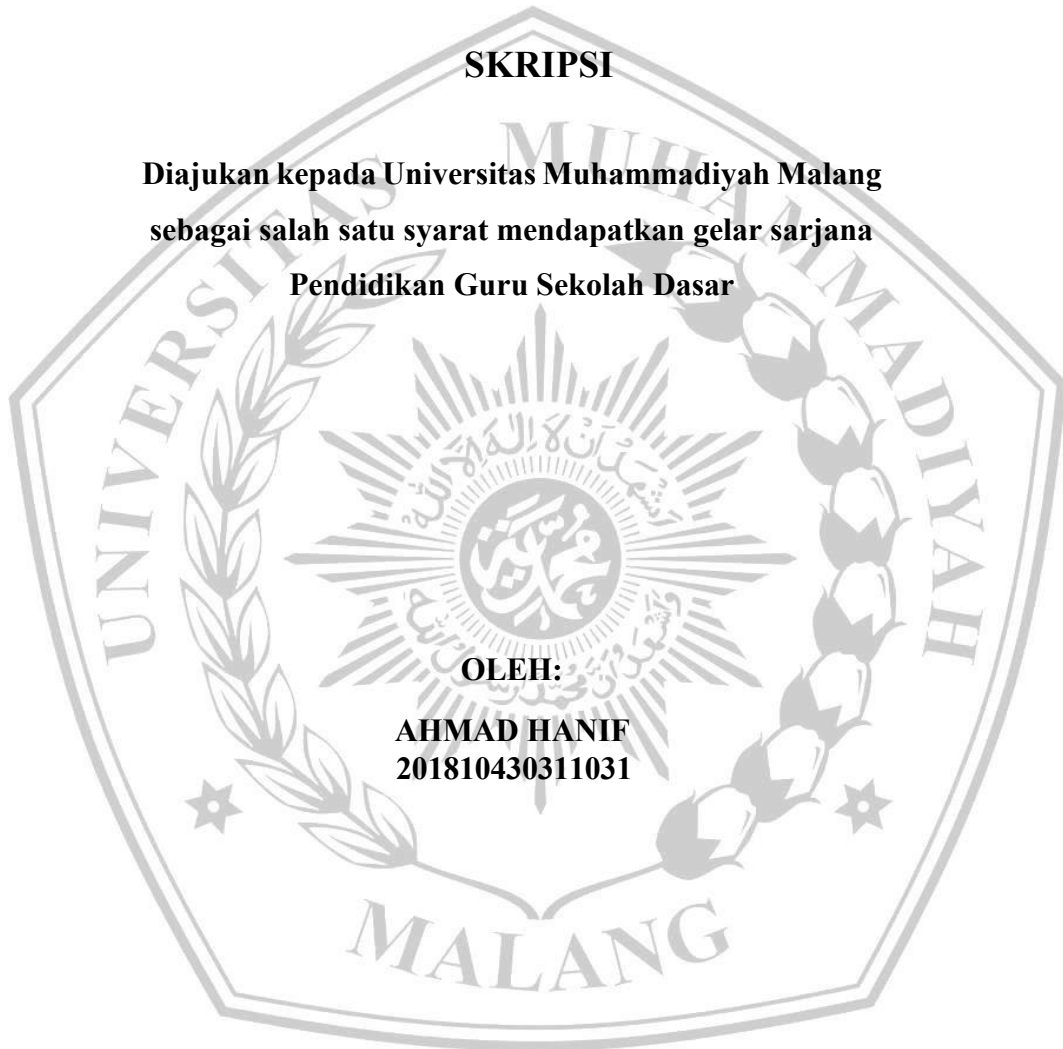 SKRIPSI
Diajukan kepada Universitas Muhammadiyah Malang
sebagai salah satu syarat mendapatkan gelar sarjana
Pendidikan Guru Sekolah Dasar
UNIVERSITAS MUHAMMADIYAH
OLEH:
AHMAD HANIF
201810430311031
MALANG